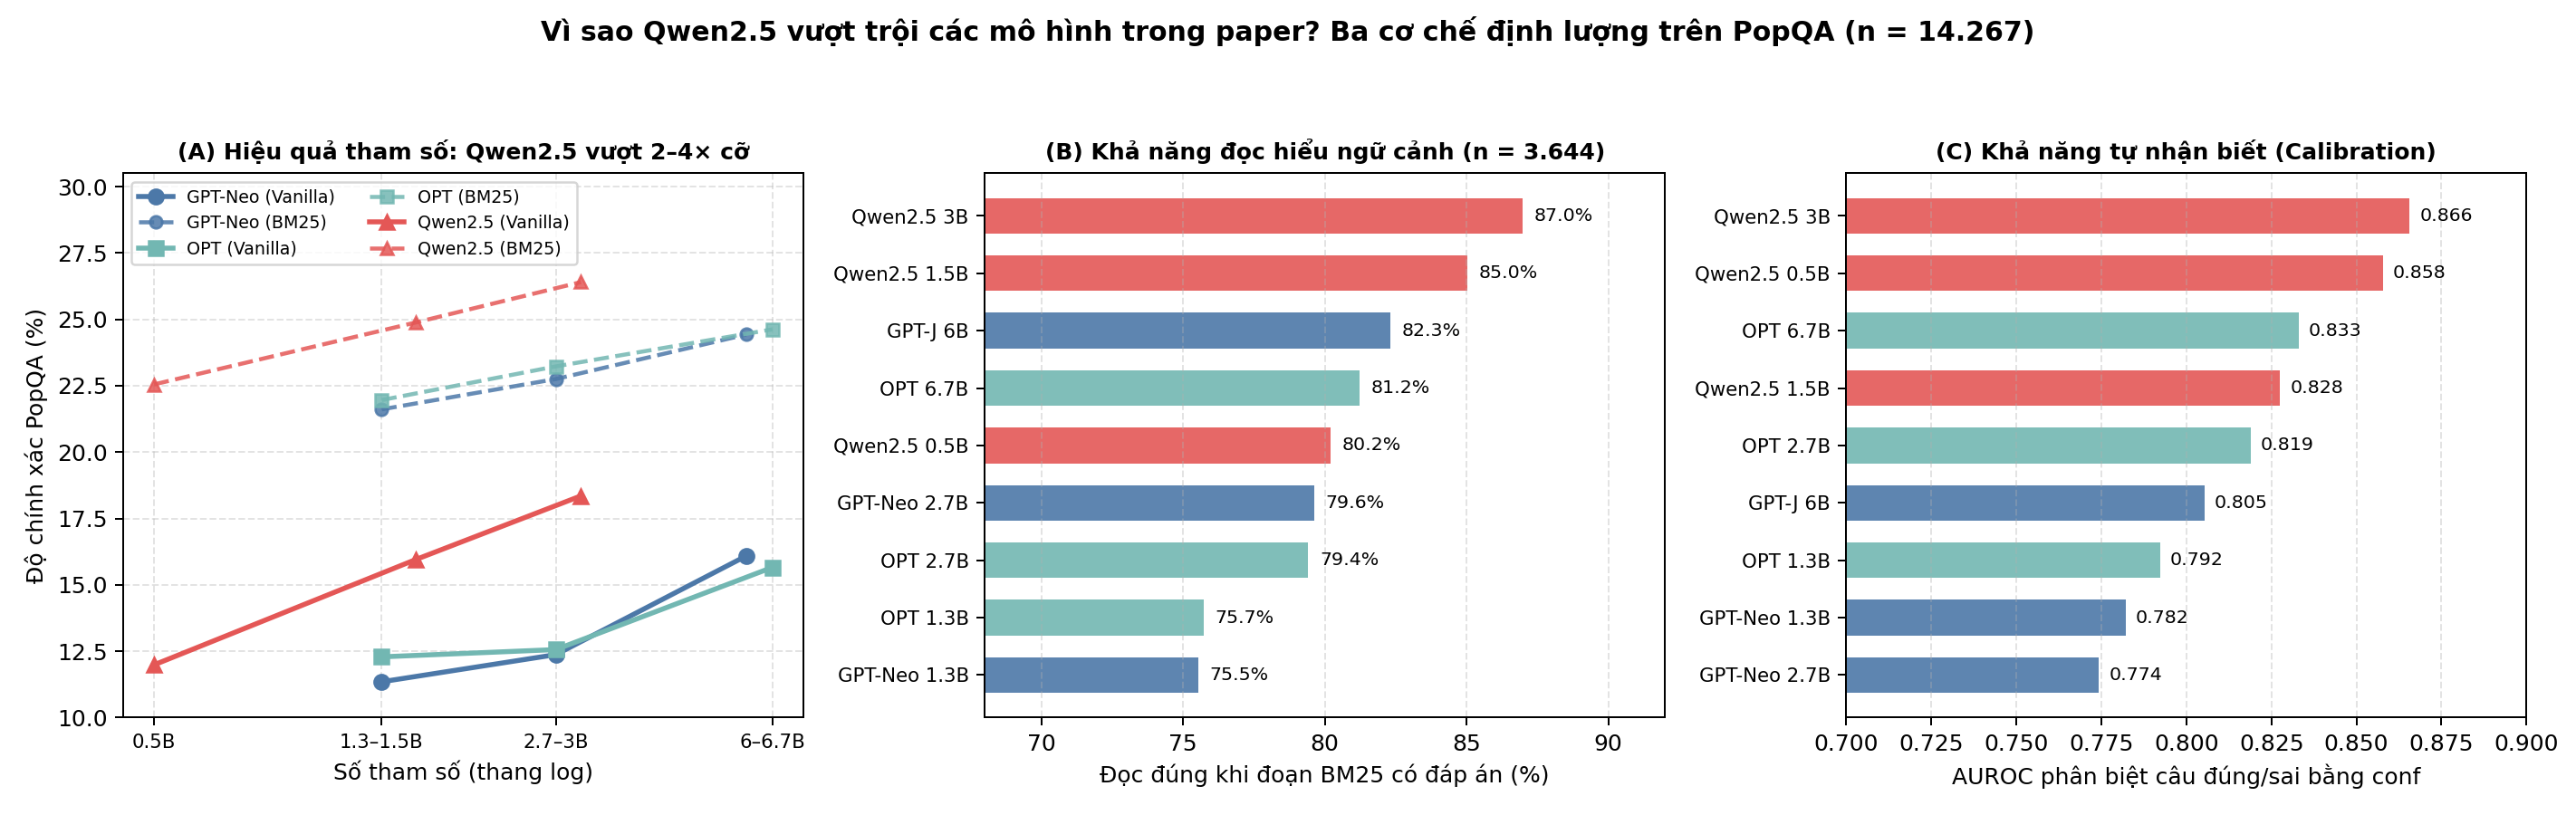 Vì sao Qwen2.5 vượt trội các mô hình trong paper? Ba cơ chế định lượng trên PopQA (n = 14.267)
(A) Hiệu quả tham số: Qwen2.5 vượt 2–4× cỡ
Độ chính xác PopQA (%)
30.0
27.5
25.0
22.5
20.0
17.5
15.0
12.5
10.0
GPT-Neo (Vanilla)
GPT-Neo (BM25)
OPT (Vanilla)
OPT (BM25)
Qwen2.5 (Vanilla)
Qwen2.5 (BM25)
0.5B
1.3–1.5B
2.7–3B
6–6.7B
Số tham số (thang log)
(B) Khả năng đọc hiểu ngữ cảnh (n = 3.644)
Qwen2.5 3B 87.0%
Qwen2.5 1.5B 85.0%
GPT-J 6B 82.3%
OPT 6.7B 81.2%
Qwen2.5 0.5B 80.2%
GPT-Neo 2.7B 79.6%
OPT 2.7B 79.4%
OPT 1.3B 75.7%
GPT-Neo 1.3B 75.5%
70 75 80 85 90
Đọc đúng khi đoạn BM25 có đáp án (%)
(C) Khả năng tự nhận biết (Calibration)
Qwen2.5 3B 0.866
Qwen2.5 0.5B 0.858
OPT 6.7B 0.833
Qwen2.5 1.5B 0.828
OPT 2.7B 0.819
GPT-J 6B 0.805
OPT 1.3B 0.792
GPT-Neo 1.3B 0.782
GPT-Neo 2.7B 0.774
0.700 0.725 0.750 0.775 0.800 0.825 0.850 0.875 0.900
AUROC phân biệt câu đúng/sai bằng conf